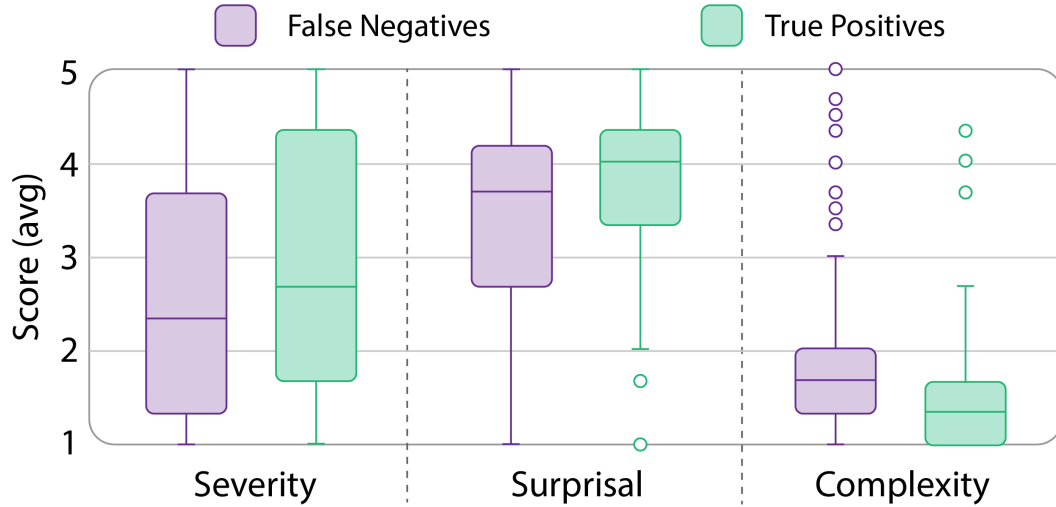 False Negatives
True Positives
Score (avg)
5
4
3
2
1
Severity
Surprisal
Complexity